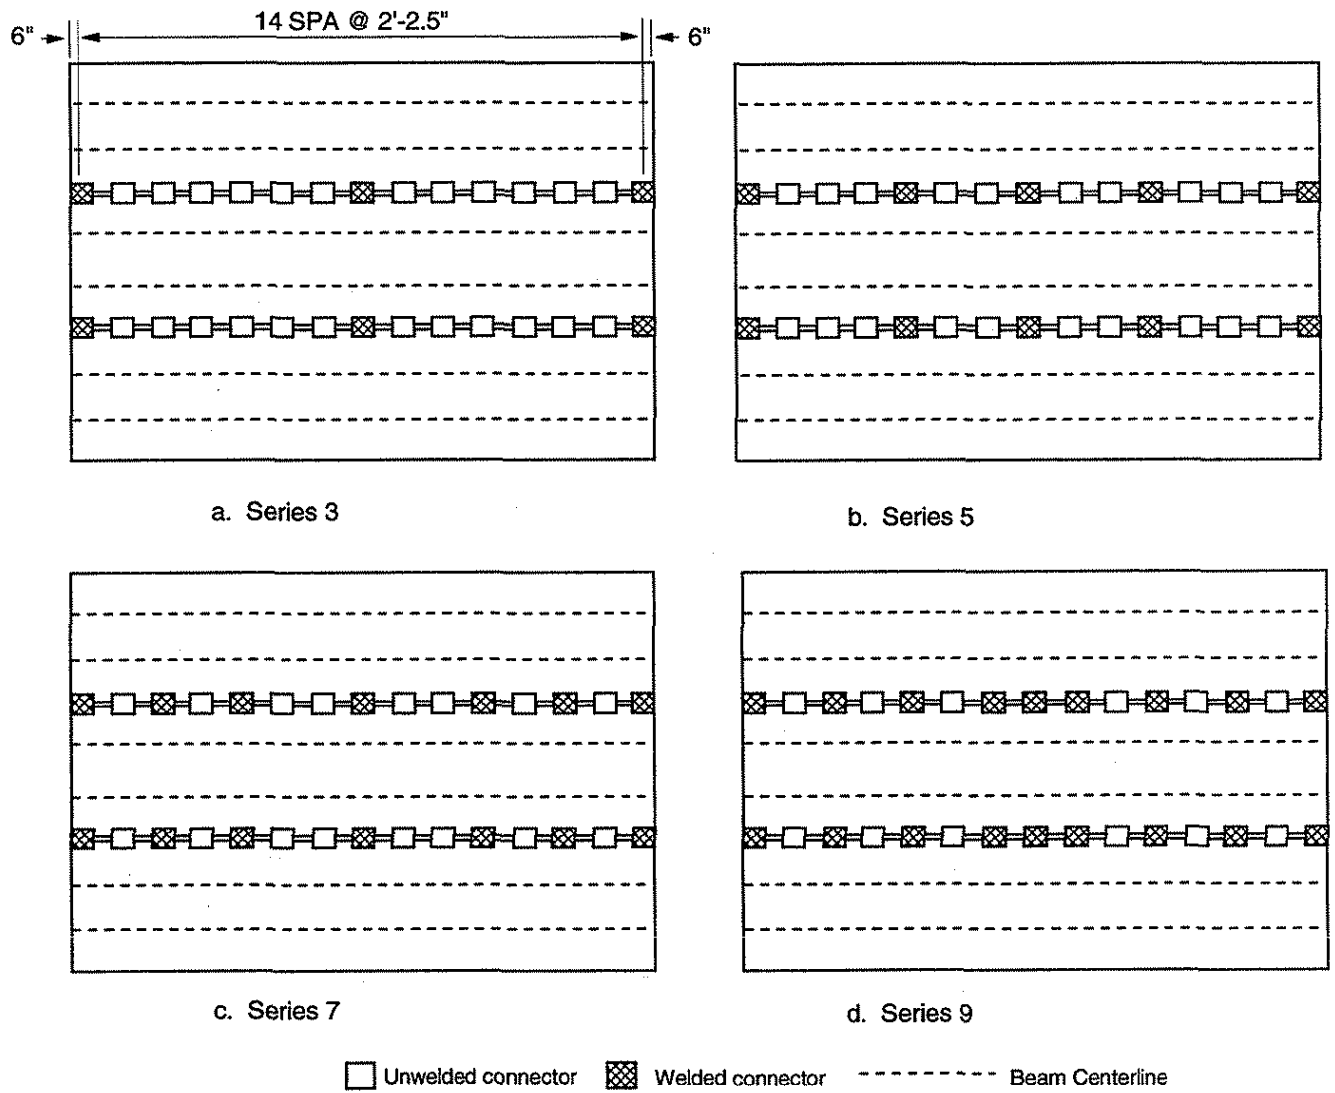 14 SPA @ 2'-2.5"
6" 6"
a. Series 3
b. Series 5
c. Series 7
d. Series 9
Unwelded connector Welded connector Beam Centerline